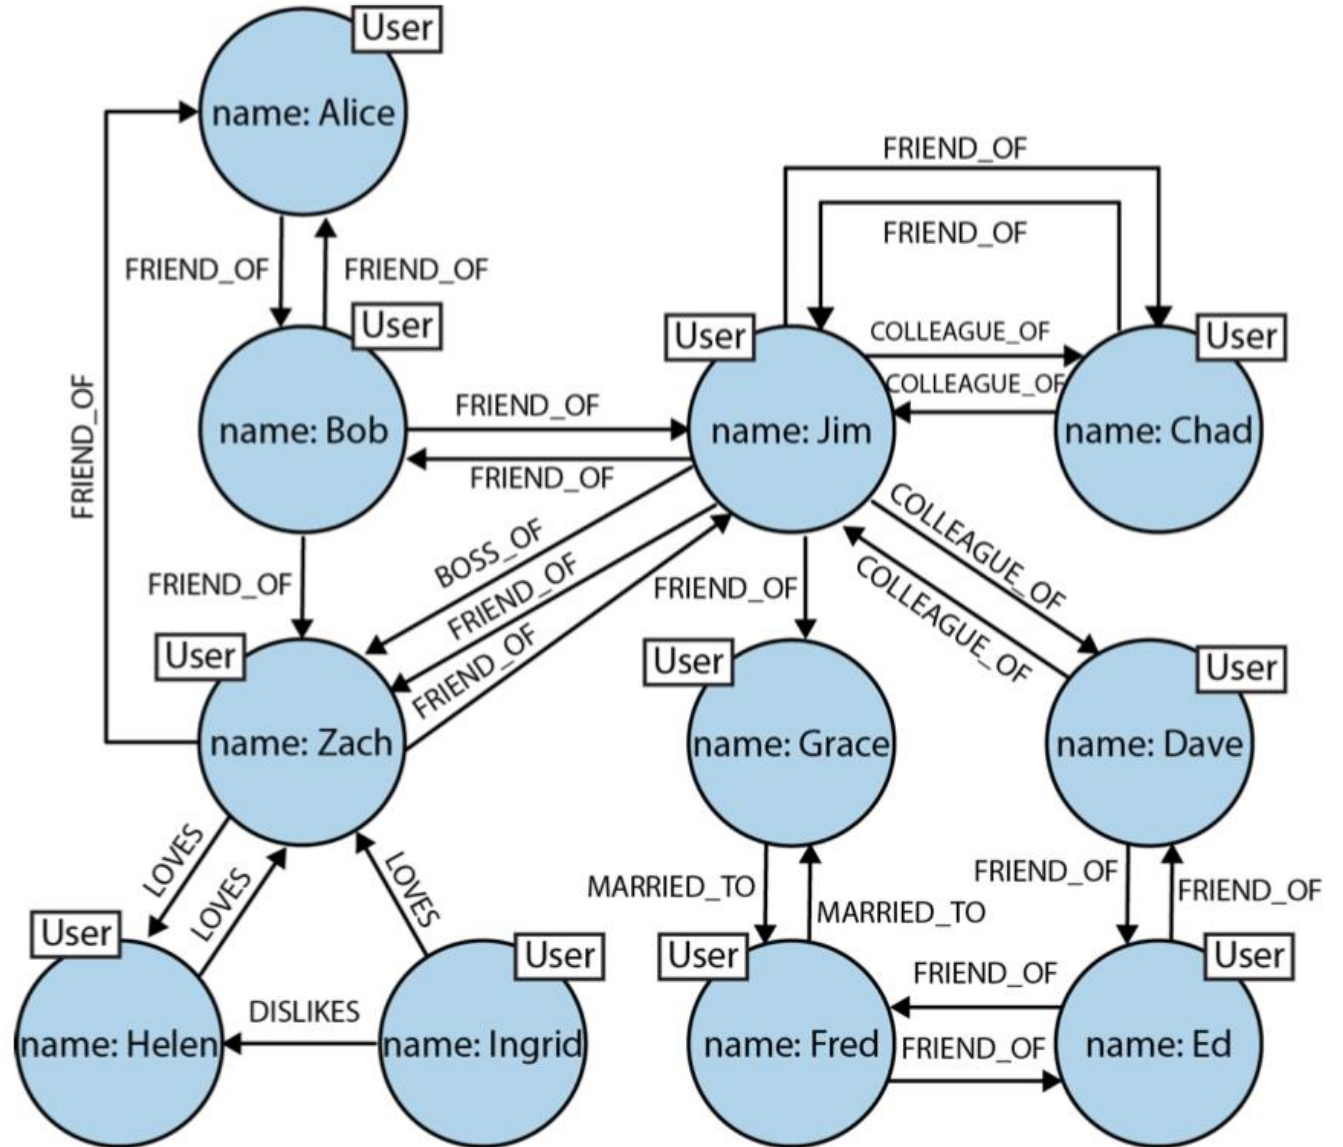 User
name: Alice
FRIEND_OF
FRIEND_OF
FRIEND_OF
FRIEND_OF
FRIEND_OF
User
name: Bob
User
name: Jim
User
name: Chad
COLLEAGUE_OF
COLLEAGUE_OF
FRIEND_OF
FRIEND_OF
FRIEND_OF
BOSS_OF
FRIEND_OF
FRIEND_OF
FRIEND_OF
COLLEAGUE_OF
COLLEAGUE_OF
User
name: Zach
User
name: Grace
User
name: Dave
LOVES
LOVES
LOVES
MARRIED_TO
MARRIED_TO
FRIEND_OF
FRIEND_OF
User
name: Helen
DISLIKES
User
name: Ingrid
User
name: Fred
FRIEND_OF
FRIEND_OF
User
name: Ed